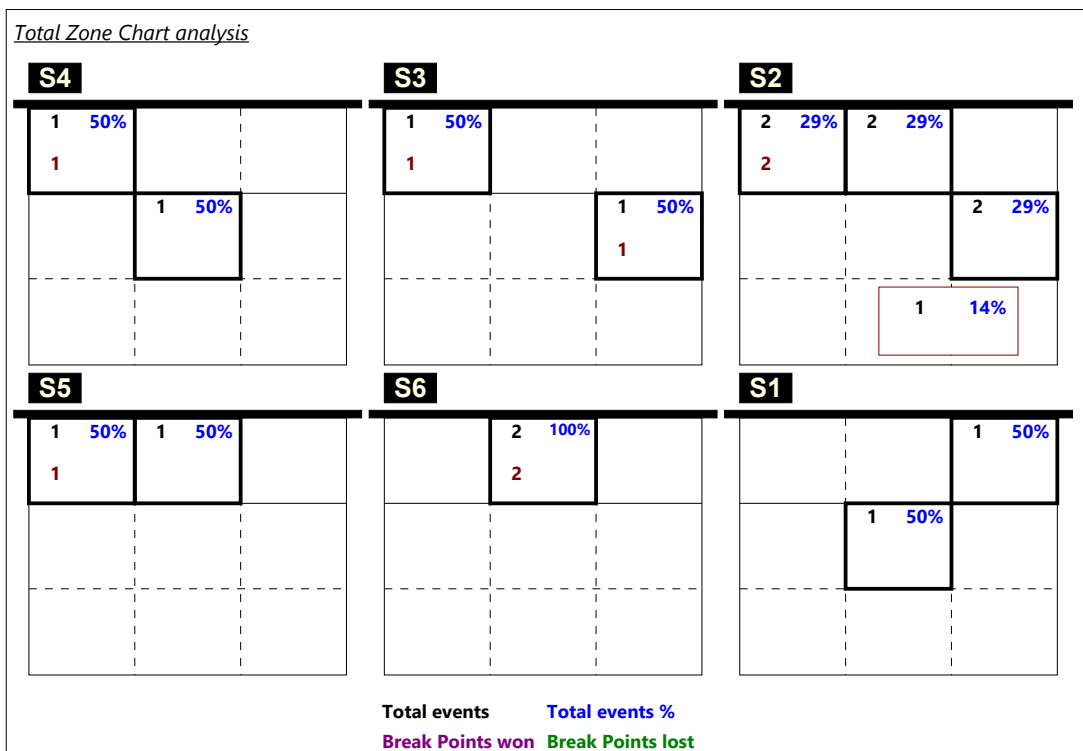 Total Zone Chart analysis
S4 S3 S2
1 50% 1 50% 2 29% 2 29%
1 1 2
1 50% 1 50% 2 29%
1
1 14%
S5 S6 S1
1 50% 1 50% 2 100% 1 50%
1 2
1 50%
Total events Total events %
Break Points won Break Points lost